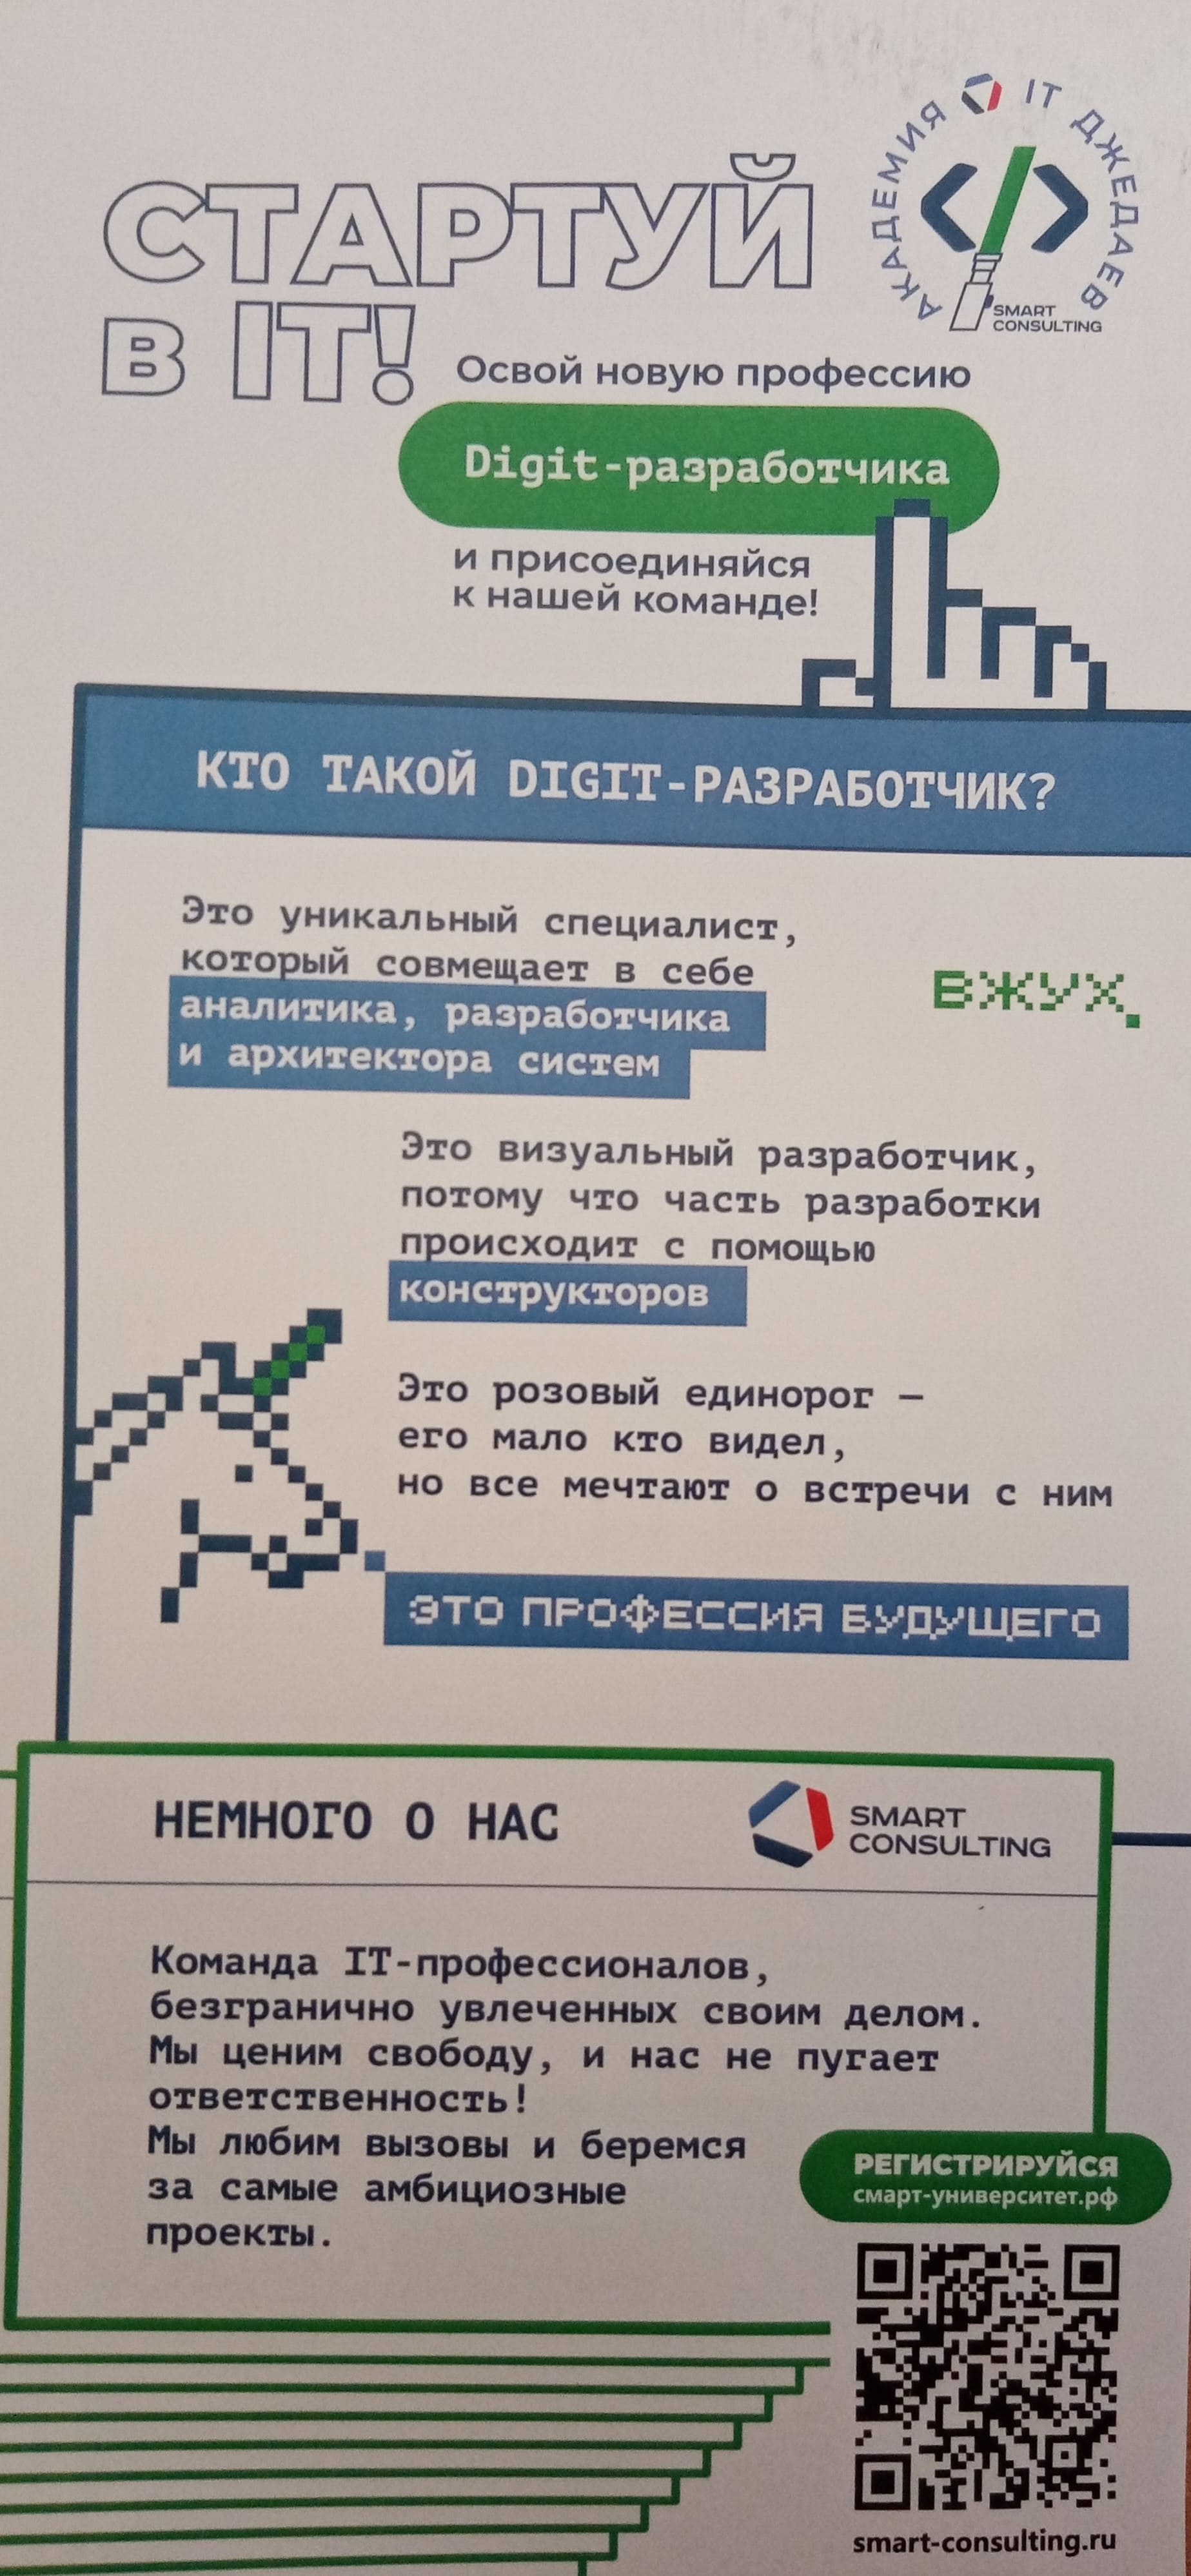 АКАДЕМИЯ IT ДЖЕДАЕВ
SMART
CONSULTING
СТАРТУЙ
В IT!
Освой новую профессию
Digit-разработчика
и присоединяйся
к нашей команде!
КТО ТАКОЙ DIGIT-РАЗРАБОТЧИК?
Это уникальный специалист,
который совмещает в себе
аналитика, разработчика
и архитектора систем
ВЖУХ.
Это визуальный разработчик,
потому что часть разработки
происходит с помощью
конструкторов
Это розовый единорог –
его мало кто видел,
но все мечтают о встречи с ним
ЭТО ПРОФЕССИЯ БУДУЩЕГО
НЕМНОГО О НАС
SMART
CONSULTING
Команда IT-профессионалов,
безгранично увлеченных своим делом.
Мы ценим свободу, и нас не пугает
ответственность!
Мы любим вызовы и беремся
за самые амбициозные
проекты.
РЕГИСТРИРУЙСЯ
смарт-университет.рф
smart-consulting.ru